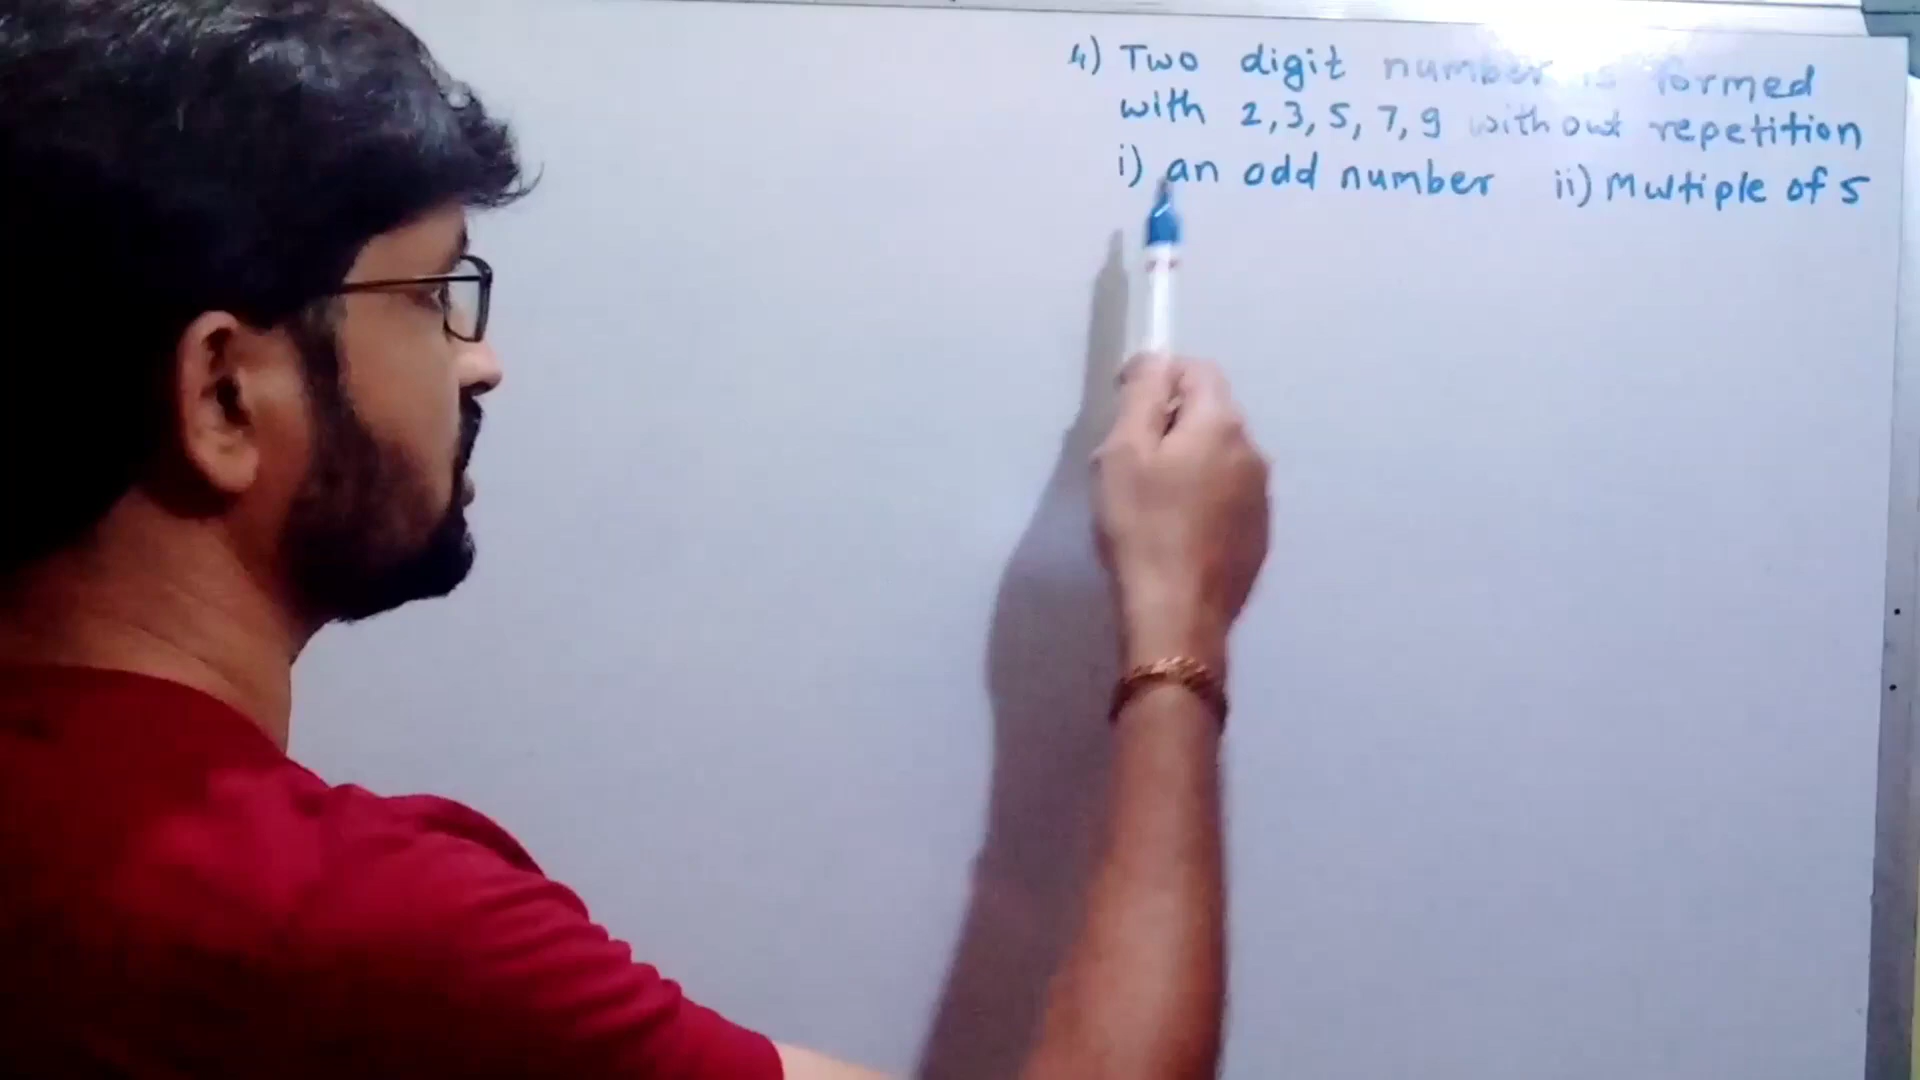 4) Two digit number is formed
with 2,3,5,7,9 without repetition
i) an odd number ii) Multiple of 5